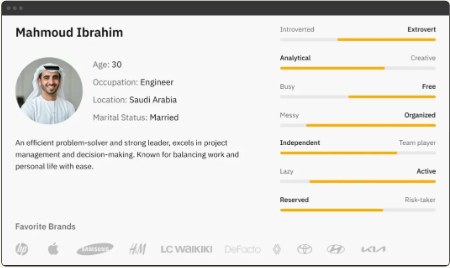 Mahmoud Ibrahim
Age: 30
Occupation: Engineer
Location: Saudi Arabia
Marital Status: Married
An efficient problem-solver and strong leader, excels in project
management and decision-making. Known for balancing work and
personal life with ease.
Introverted Extrovert
Analytical Creative
Busy Free
Messy Organized
Independent Team player
Lazy Active
Reserved Risk-taker
Favorite Brands
hp SAMSUNG H&M LC WAIKIKI DeFacto KIA